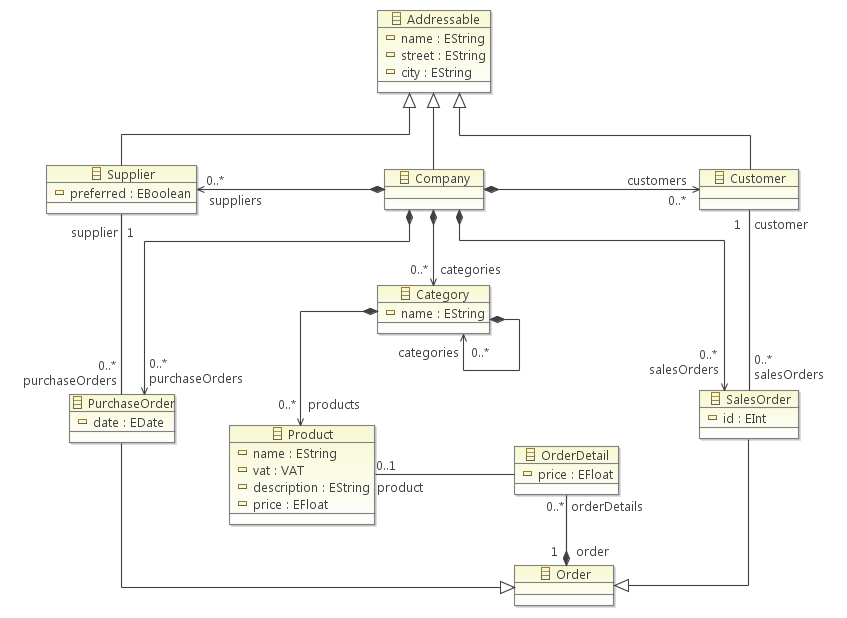 Addressable
name : EString
street : EString
city : EString
Supplier
preferred : EBoolean
0..*
suppliers
Company
customers
0..*
Customer
supplier
1
1
customer
0..*
categories
Category
name : EString
categories
0..*
0..*
purchaseOrders
0..*
purchaseOrders
0..*
salesOrders
0..*
salesOrders
PurchaseOrder
date : EDate
SalesOrder
id : EInt
0..*
products
Product
name : EString
vat : VAT
description : EString
price : EFloat
0..1
product
OrderDetail
price : EFloat
0..*
orderDetails
1
order
Order